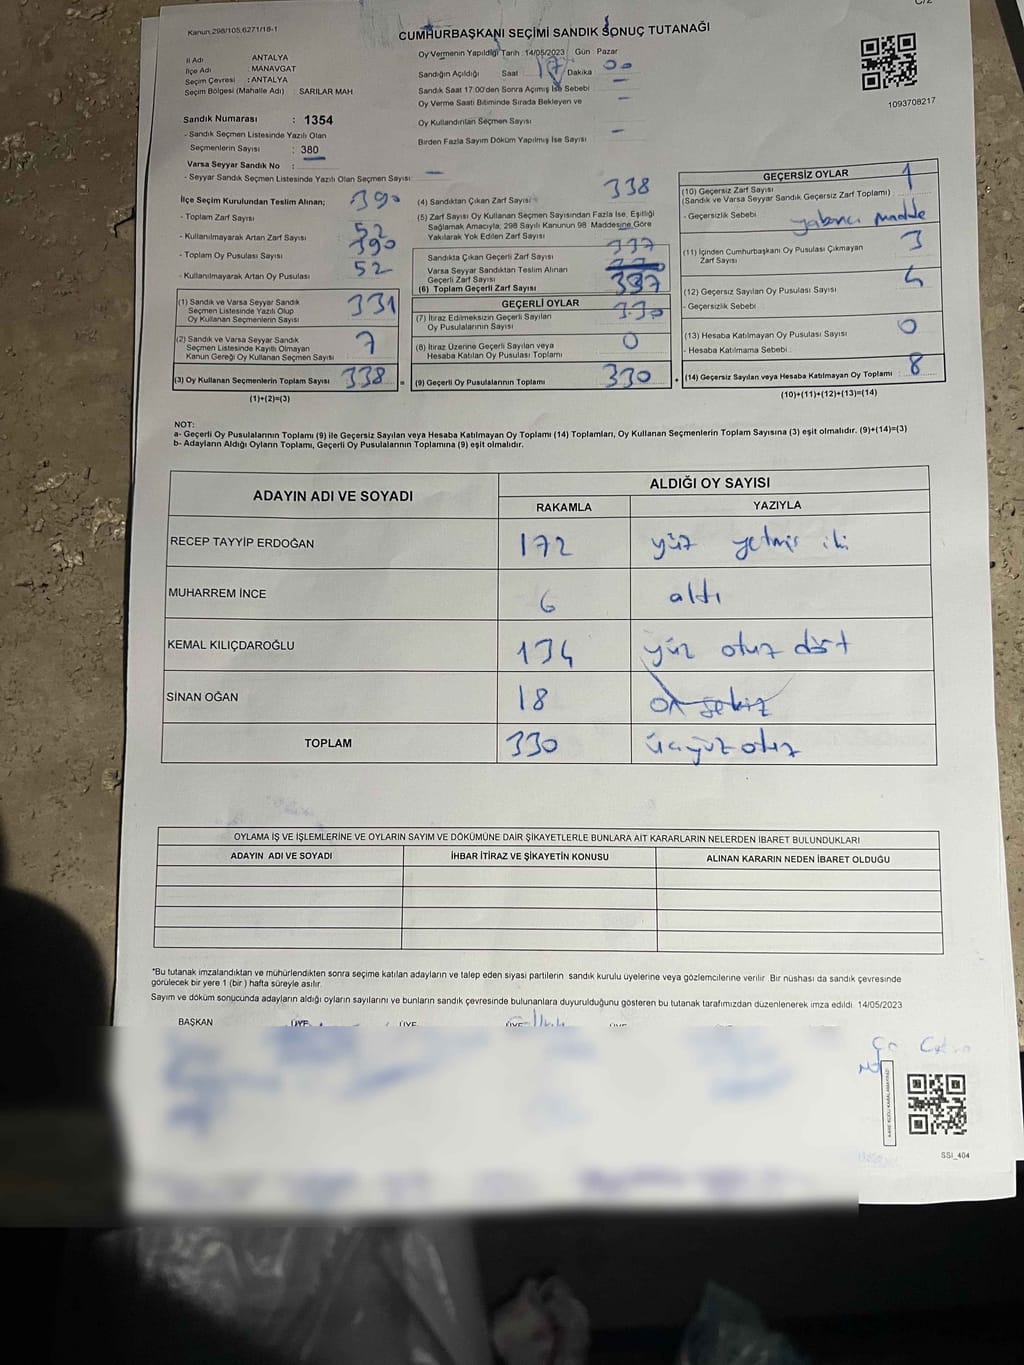 Kanun:298/105,6271/18-1
CUMHURBAŞKANI SEÇİMİ SANDIK SONUÇ TUTANAĞI
İl Adı ANTALYA
İlçe Adı : MANAVGAT
Seçim Çevresi : ANTALYA
Seçim Bölgesi (Mahalle Adı) : SARILAR MAH.
Sandık Numarası : 1354
- Sandık Seçmen Listesinde Yazılı Olan
Seçmenlerin Sayısı : 380
Varsa Seyyar Sandık No :
- Seyyar Sandık Seçmen Listesinde Yazılı Olan Seçmen Sayısı : —
Oy Vermenin Yapıldığı Tarih :14/05/2023 Gün Pazar
Sandığın Açıldığı Saat 17 Dakika 00
Sandık Saat 17:00'den Sonra Açılmış İse Sebebi —
Oy Verme Saati Bitiminde Sırada Bekleyen ve —
Oy Kullandırılan Seçmen Sayısı
Birden Fazla Sayım Döküm Yapılmış İse Sayısı —
1093708217
İlçe Seçim Kurulundan Teslim Alınan;
- Toplam Zarf Sayısı 390
- Kullanılmayarak Artan Zarf Sayısı 52
- Toplam Oy Pusulası Sayısı 390
- Kullanılmayarak Artan Oy Pusulası 52
(1) Sandık ve Varsa Seyyar Sandık
Seçmen Listesinde Yazılı Olup
Oy Kullanan Seçmenlerin Sayısı 331
(2) Sandık ve Varsa Seyyar Sandık
Seçmen Listesinde Kayıtlı Olmayan
Kanun Gereği Oy Kullanan Seçmen Sayısı 7
(3) Oy Kullanan Seçmenlerin Toplam Sayısı 338 =
(1)+(2)=(3)
(4) Sandıktan Çıkan Zarf Sayısı 338
(5) Zarf Sayısı Oy Kullanan Seçmen Sayısından Fazla İse, Eşitliği
Sağlamak Amacıyla, 298 Sayılı Kanunun 98. Maddesine Göre
Yakılarak Yok Edilen Zarf Sayısı
Sandıkta Çıkan Geçerli Zarf Sayısı 337
Varsa Seyyar Sandıktan Teslim Alınan
Geçerli Zarf Sayısı
(6) Toplam Geçerli Zarf Sayısı 337
GEÇERLİ OYLAR
(7) İtiraz Edilmeksizin Geçerli Sayılan
Oy Pusulalarının Sayısı 330
(8) İtiraz Üzerine Geçerli Sayılan veya
Hesaba Katılan Oy Pusulası Toplamı 0
(9) Geçerli Oy Pusulalarının Toplamı 330 +
GEÇERSİZ OYLAR
(10) Geçersiz Zarf Sayısı 1
(Sandık ve Varsa Seyyar Sandık Geçersiz Zarf Toplamı)
- Geçersizlik Sebebi : yabancı madde
(11) İçinden Cumhurbaşkanı Oy Pusulası Çıkmayan
Zarf Sayısı 3
(12) Geçersiz Sayılan Oy Pusulası Sayısı 4
- Geçersizlik Sebebi :
(13) Hesaba Katılmayan Oy Pusulası Sayısı 0
- Hesaba Katılmama Sebebi :
(14) Geçersiz Sayılan veya Hesaba Katılmayan Oy Toplamı : 8
(10)+(11)+(12)+(13)=(14)
NOT:
a- Geçerli Oy Pusulalarının Toplamı (9) ile Geçersiz Sayılan veya Hesaba Katılmayan Oy Toplamı (14) Toplamları, Oy Kullanan Seçmenlerin Toplam Sayısına (3) eşit olmalıdır. (9)+(14)=(3)
b- Adayların Aldığı Oyların Toplamı, Geçerli Oy Pusulalarının Toplamına (9) eşit olmalıdır.
ADAYIN ADI VE SOYADI ALDIĞI OY SAYISI
RAKAMLA YAZIYLA
RECEP TAYYİP ERDOĞAN 172 yüz yetmiş iki
MUHARREM İNCE 6 altı
KEMAL KILIÇDAROĞLU 134 yüz otuz dört
SİNAN OĞAN 18 on sekiz
TOPLAM 330 üçyüz otuz
OYLAMA İŞ VE İŞLEMLERİNE VE OYLARIN SAYIM VE DÖKÜMÜNE DAİR ŞİKAYETLERLE BUNLARA AİT KARARLARIN NELERDEN İBARET BULUNDUKLARI
ADAYIN ADI VE SOYADI İHBAR İTİRAZ VE ŞİKAYETİN KONUSU ALINAN KARARIN NEDEN İBARET OLDUĞU
*Bu tutanak imzalandıktan ve mühürlendikten sonra seçime katılan adayların ve talep eden siyasi partilerin sandık kurulu üyelerine veya gözlemcilerine verilir. Bir nüshası da sandık çevresinde
görülecek bir yere 1 (bir) hafta süreyle asılır.
Sayım ve döküm sonucunda adayların aldığı oyların sayılarını ve bunların sandık çevresinde bulunanlara duyurulduğunu gösteren bu tutanak tarafımızdan düzenlenerek imza edildi. 14/05/2023
BAŞKAN ÜYE ÜYE ÜYE ÜYE
SSI_404